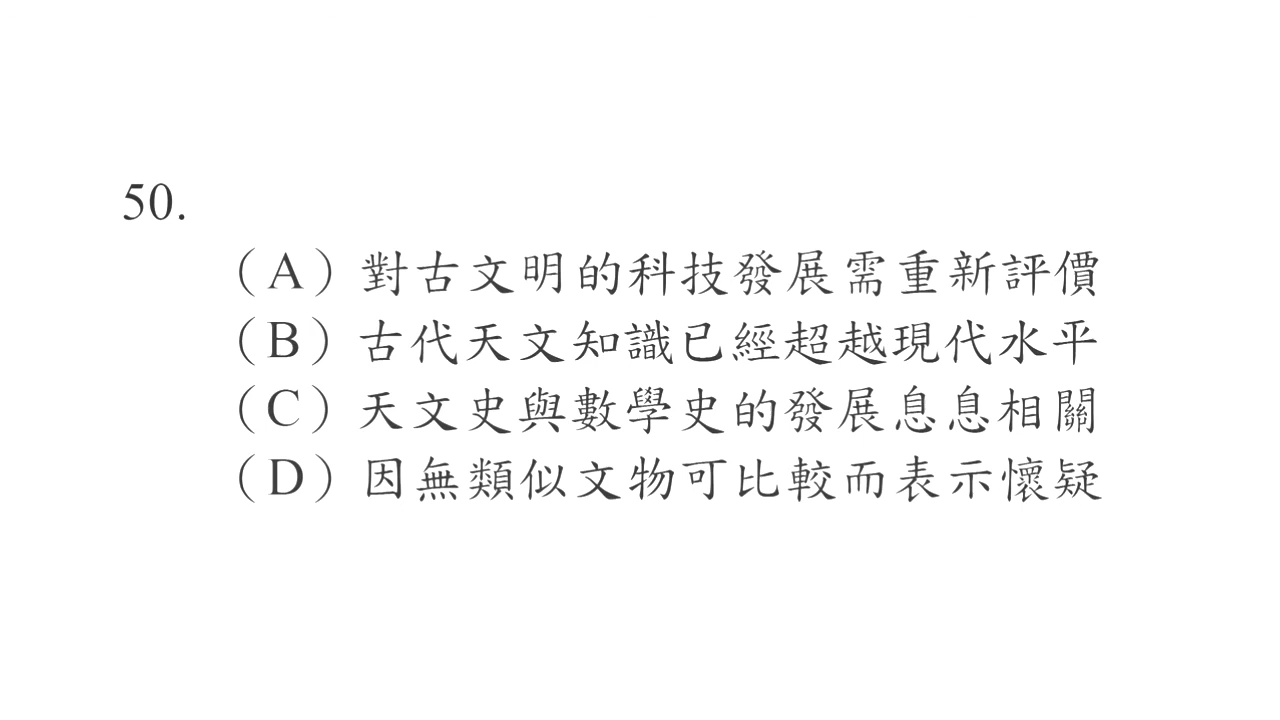 50.
（A）對古文明的科技發展需重新評價
（B）古代天文知識已經超越現代水平
（C）天文史與數學史的發展息息相關
（D）因無類似文物可比較而表示懷疑